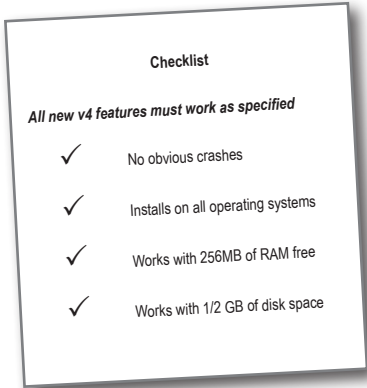 Checklist
All new v4 features must work as specified
✓ No obvious crashes
✓ Installs on all operating systems
✓ Works with 256MB of RAM free
✓ Works with 1/2 GB of disk space